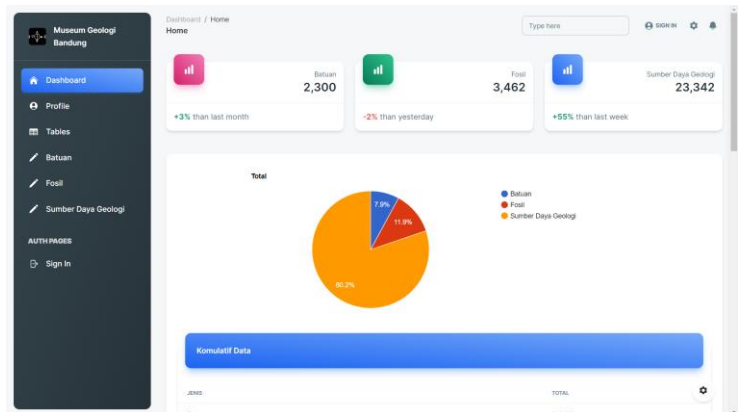 Museum Geologi
Bandung
Dashboard
Profile
Tables
Batuan
Fosil
Sumber Daya Geologi
AUTH PAGES
Sign In
Dashboard / Home
Home
Type here
SIGN IN
Batuan
2,300
+3% than last month
Fosil
3,462
-2% than yesterday
Sumber Daya Geologi
23,342
+55% than last week
Total
7.9%
11.9%
80.2%
Batuan
Fosil
Sumber Daya Geologi
Komulatif Data
JENIS
TOTAL